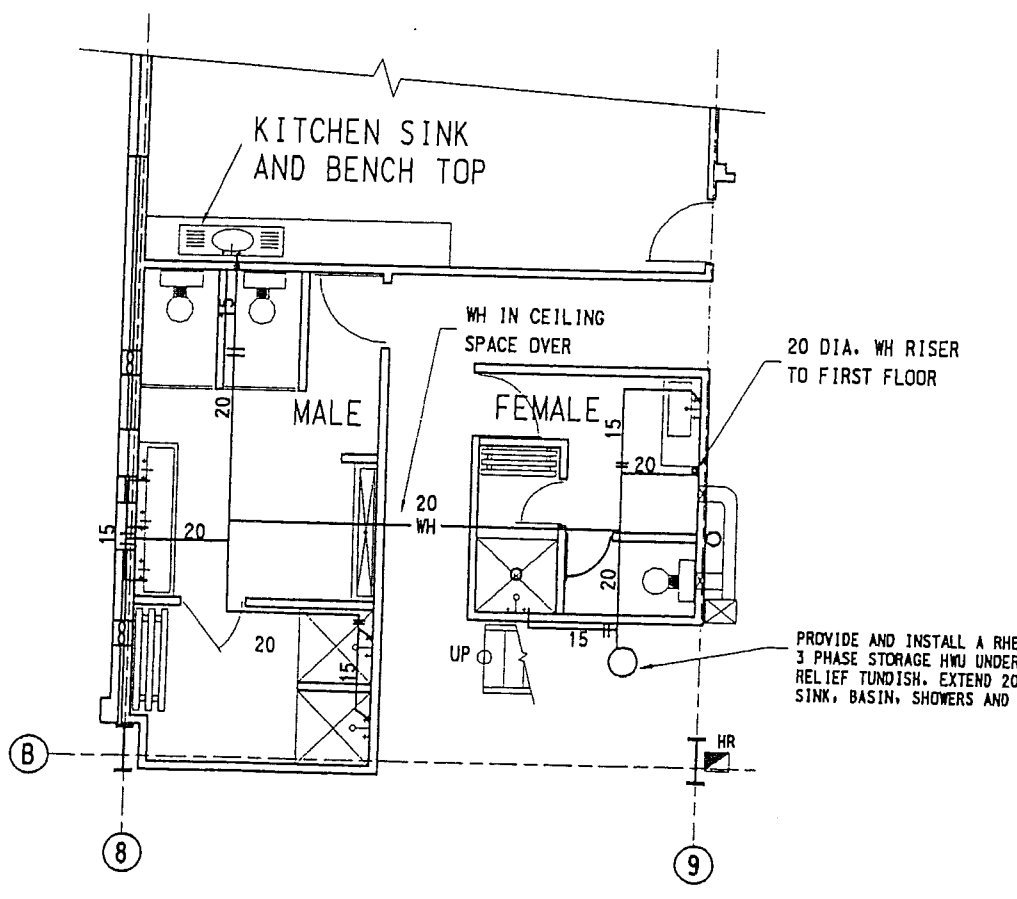 KITCHEN SINK
AND BENCH TOP
15
WH IN CEILING
SPACE OVER
20 DIA. WH RISER
TO FIRST FLOOR
8
20
MALE
FEMALE
15
20
20
WH
15
20
20
8
20
15
15
UP
PROVIDE AND INSTALL A RHE
3 PHASE STORAGE HWU UNDER
RELIEF TUNDISH. EXTEND 20
SINK, BASIN, SHOWERS AND
B
HR
8
9